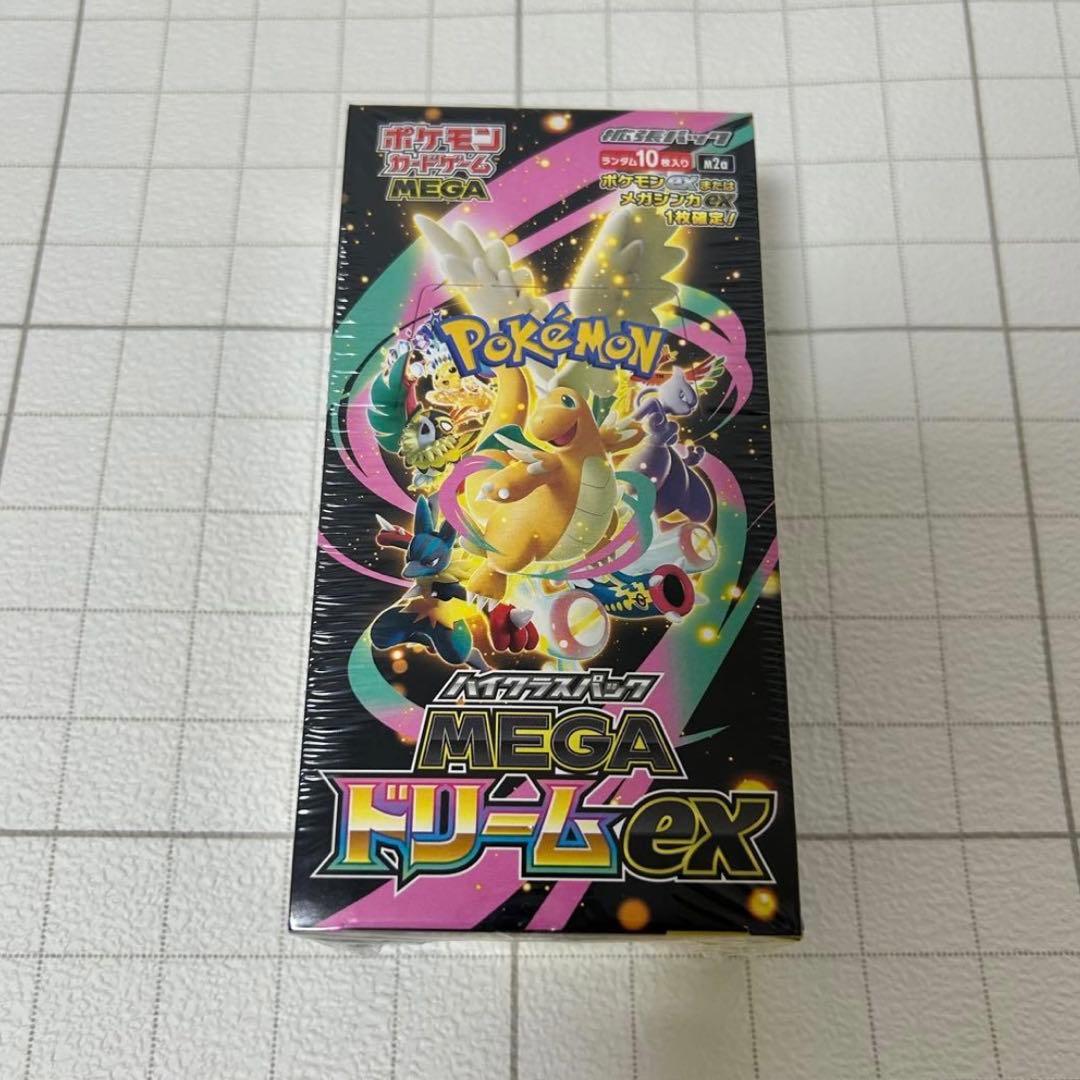 ポケモン
カードゲーム
MEGA
拡張パック
ランダム10枚入り
M2a
ポケモンexまたは
メガシンカex
1枚確定!
POKéMON
ハイクラスパック
MEGA
ドリームex